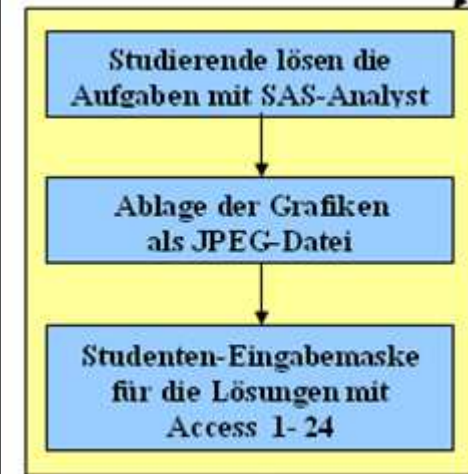 Studierende lösen die
Aufgaben mit SAS-Analyst
Ablage der Grafiken
als JPEG-Datei
Studenten-Eingabemaske
für die Lösungen mit
Access 1- 24